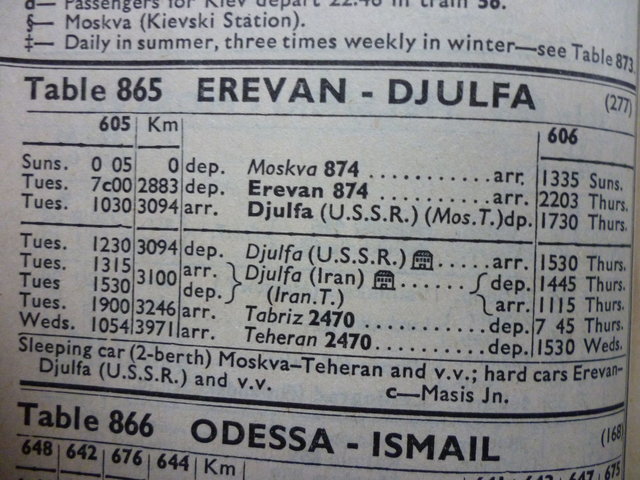 d— Passengers for Kiev depart 22.48 in train 56.
§— Moskva (Kievski Station).
‡— Daily in summer, three times weekly in winter—see Table 873.
Table 865 EREVAN - DJULFA (277)
605 Km 606
Suns. 0 05 0 dep. Moskva 874 arr. 1335 Suns.
Tues. 7c00 2883 dep. Erevan 874 arr. 2203 Thurs.
Tues. 1030 3094 arr. Djulfa (U.S.S.R.) (Mos.T.) dp. 1730 Thurs.
Tues. 1230 3094 dep. Djulfa (U.S.S.R.) arr. 1530 Thurs.
Tues. 1315 3100 arr. Djulfa (Iran) dep. 1445 Thurs.
Tues. 1530 dep. (Iran.T.) arr. 1115 Thurs.
Tues. 1900 3246 arr. Tabriz 2470 dep. 7 45 Thurs.
Weds. 1054 3971 arr. Teheran 2470 dep. 1530 Weds.
Sleeping car (2-berth) Moskva–Teheran and v.v.; hard cars Erevan–
Djulfa (U.S.S.R.) and v.v. c—Masis Jn.
Table 866 ODESSA - ISMAIL (168)
648 642 676 644 Km 647 675